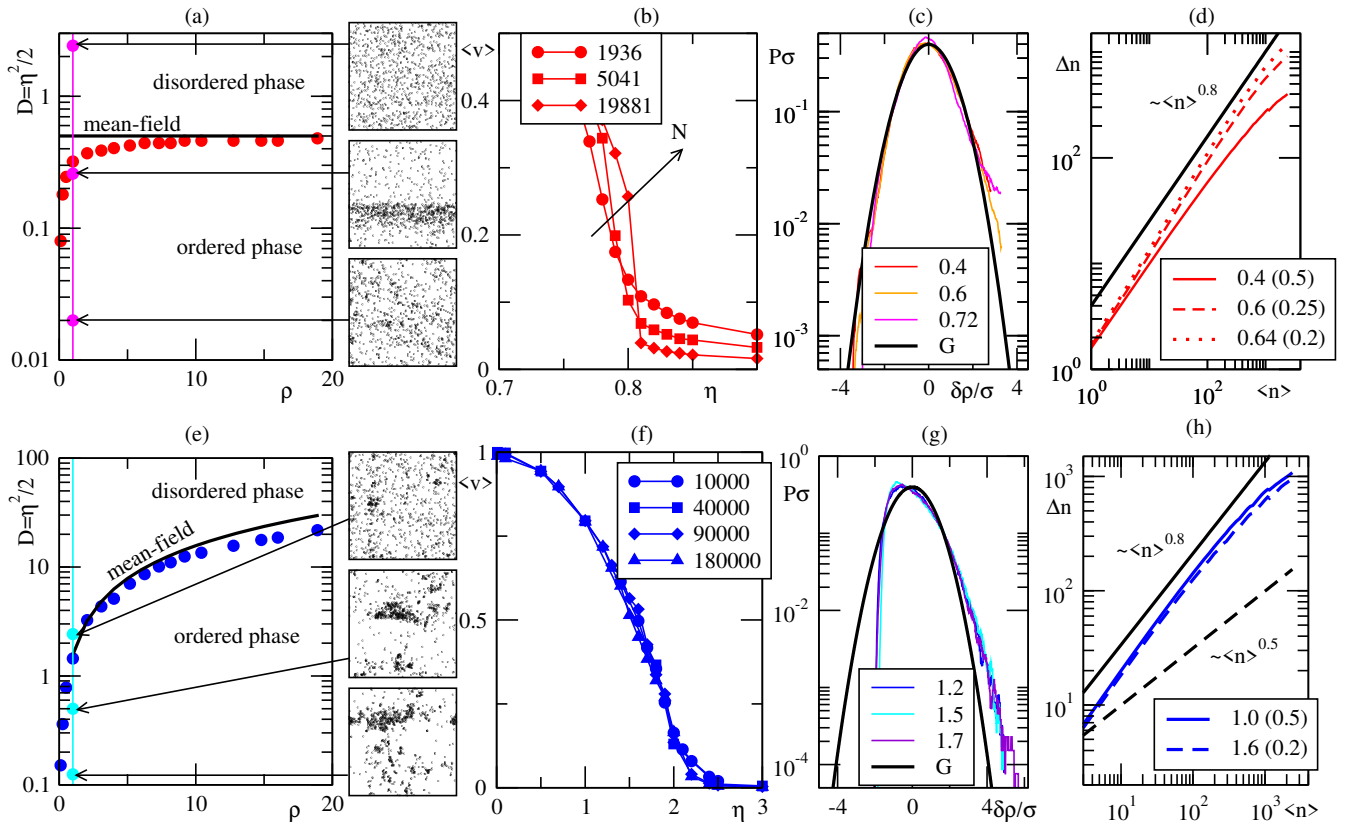 (a)
D=η²/2
1
0.1
0.01
disordered phase
mean-field
ordered phase
0
10
20
ρ
(b)
<v>
0.4
0.2
0
1936
5041
19881
N
0.7
0.8
η
(c)
Pσ
10⁻¹
10⁻²
10⁻³
0.4
0.6
0.72
G
-4
0
δρ/σ
4
(d)
Δn
10²
10⁰
~<n>^0.8
0.4 (0.5)
0.6 (0.25)
0.64 (0.2)
10⁰
10²
<n>
(e)
D=η²/2
100
10
1
0.1
disordered phase
mean-field
ordered phase
0
10
20
ρ
(f)
<v>
1
0.5
0
10000
40000
90000
180000
0
1
2
η
3
(g)
Pσ
10⁰
10⁻²
10⁻⁴
1.2
1.5
1.7
G
-4
0
4
δρ/σ
(h)
Δn
10³
10²
10¹
~<n>^0.8
~<n>^0.5
1.0 (0.5)
1.6 (0.2)
10¹
10²
10³
<n>